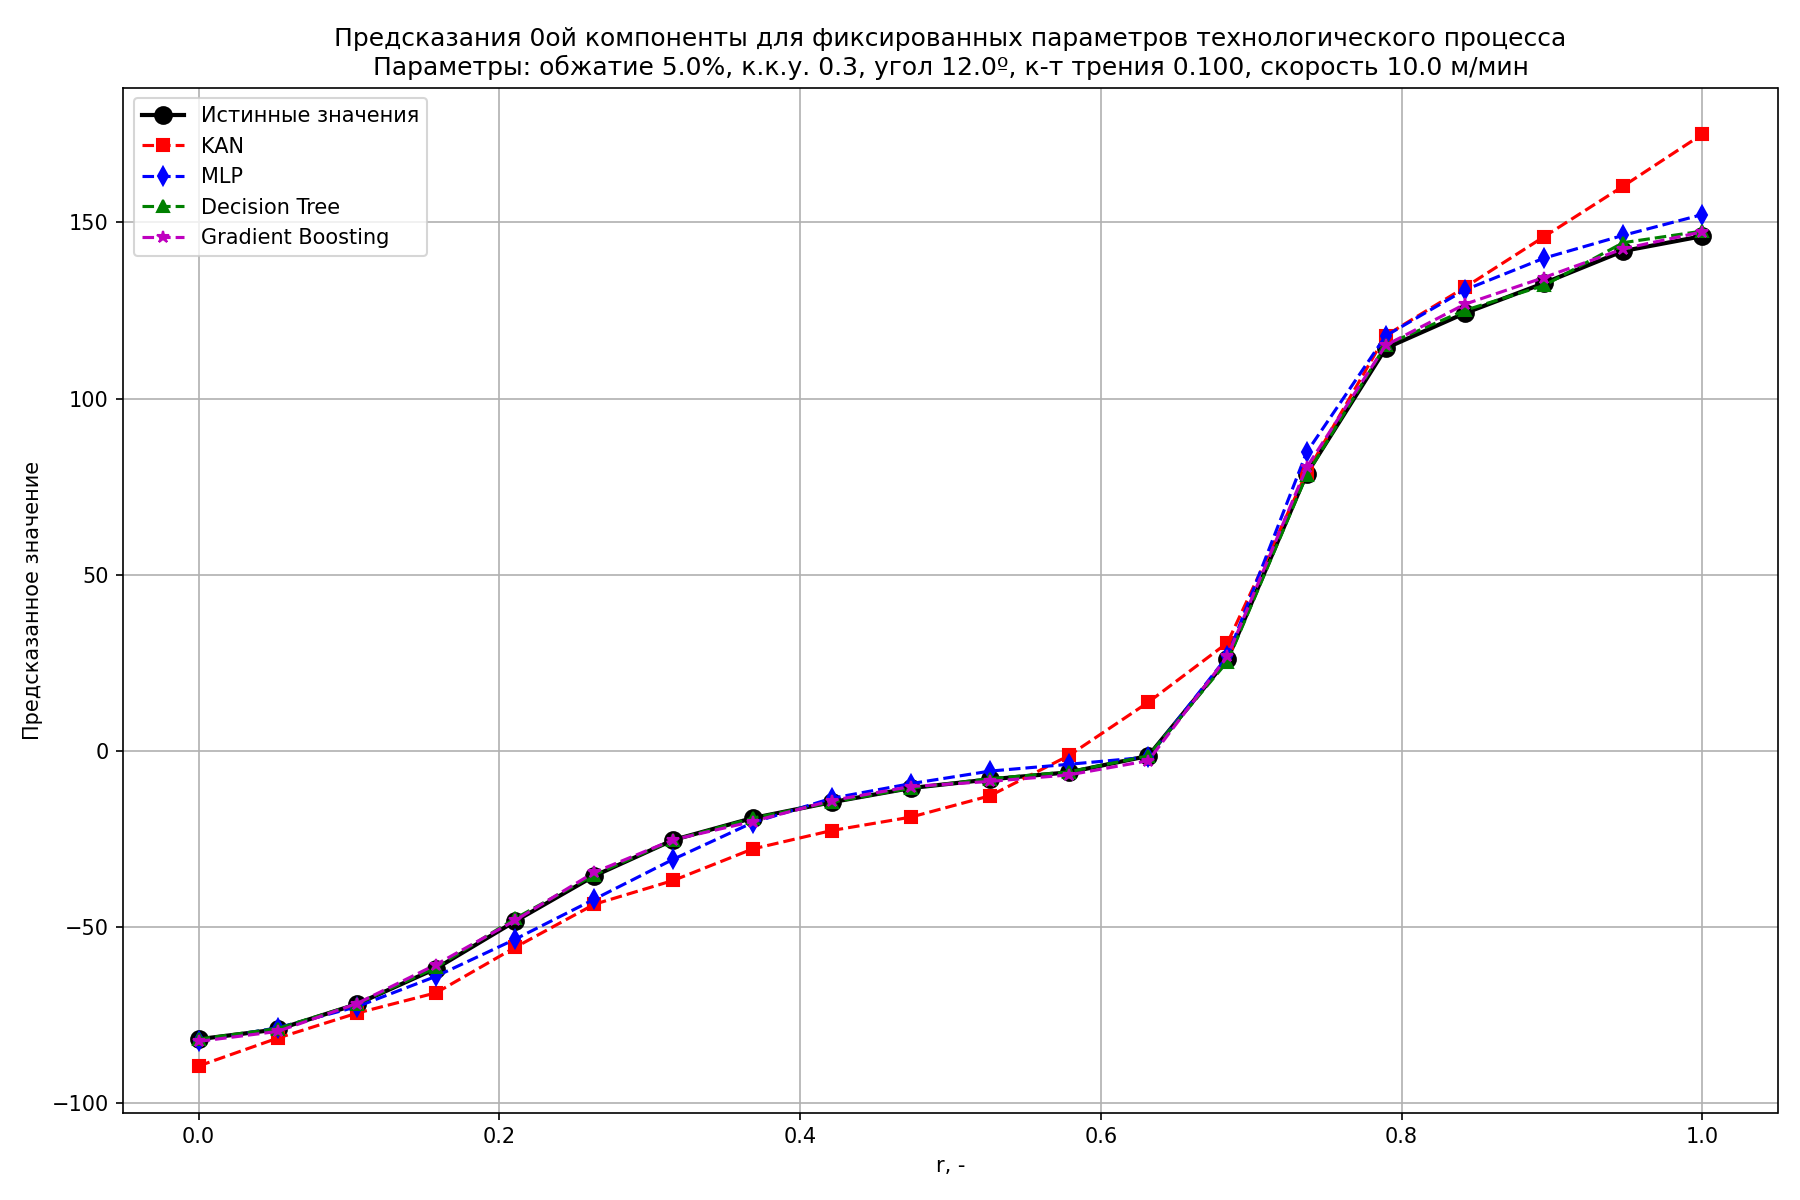 Предсказания 0ой компоненты для фиксированных параметров технологического процесса
Параметры: обжатие 5.0%, к.к.у. 0.3, угол 12.0º, к-т трения 0.100, скорость 10.0 м/мин
Истинные значения
KAN
MLP
Decision Tree
Gradient Boosting
Предсказанное значение
150
100
50
0
−50
−100
0.0
0.2
0.4
0.6
0.8
1.0
r, -